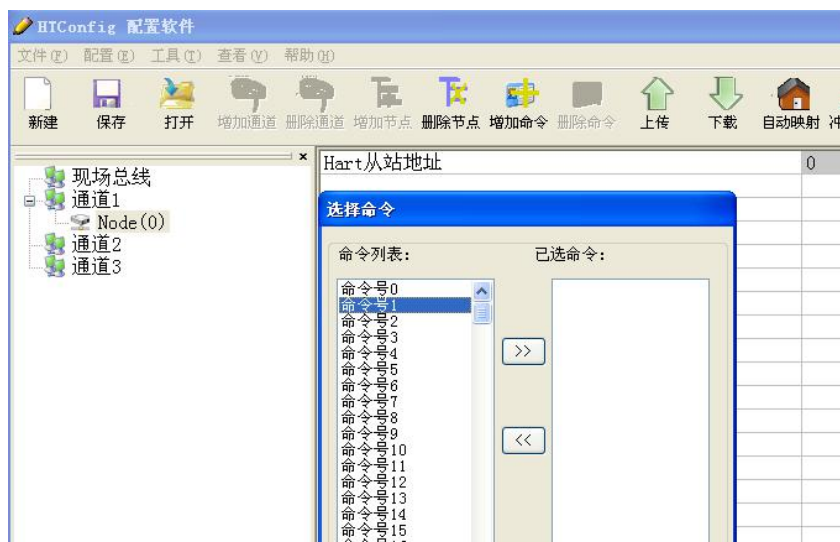 HTConfig 配置软件
文件(F) 配置(E) 工具(T) 查看(V) 帮助(H)
新建 保存 打开 增加通道 删除通道 增加节点 删除节点 增加命令 删除命令 上传 下载 自动映射
现场总线
通道1
Node(0)
通道2
通道3
Hart从站地址 0
选择命令
命令列表: 已选命令:
命令号0
命令号1
命令号2
命令号3
命令号4
命令号5
命令号6
命令号7
命令号8
命令号9
命令号10
命令号11
命令号12
命令号13
命令号14
命令号15
>>
<<